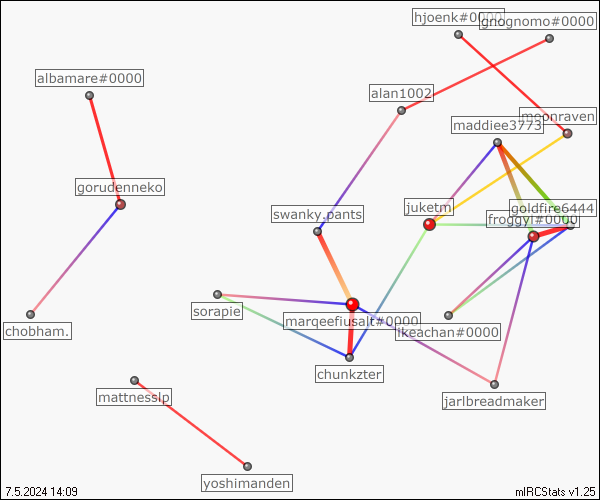 hjoenk#0000
gnognomo#0000
albamare#0000
alan1002
moonraven
maddiee3773
gorudenneko
juketm
goldfire6444
swanky.pants
froggyl#0000
sorapie
marqeefiusalt#0000
ikeachan#0000
chobham.
chunkzter
mattnesslp
jarlbreadmaker
yoshimanden
7.5.2024 14:09
mIRCStats v1.25